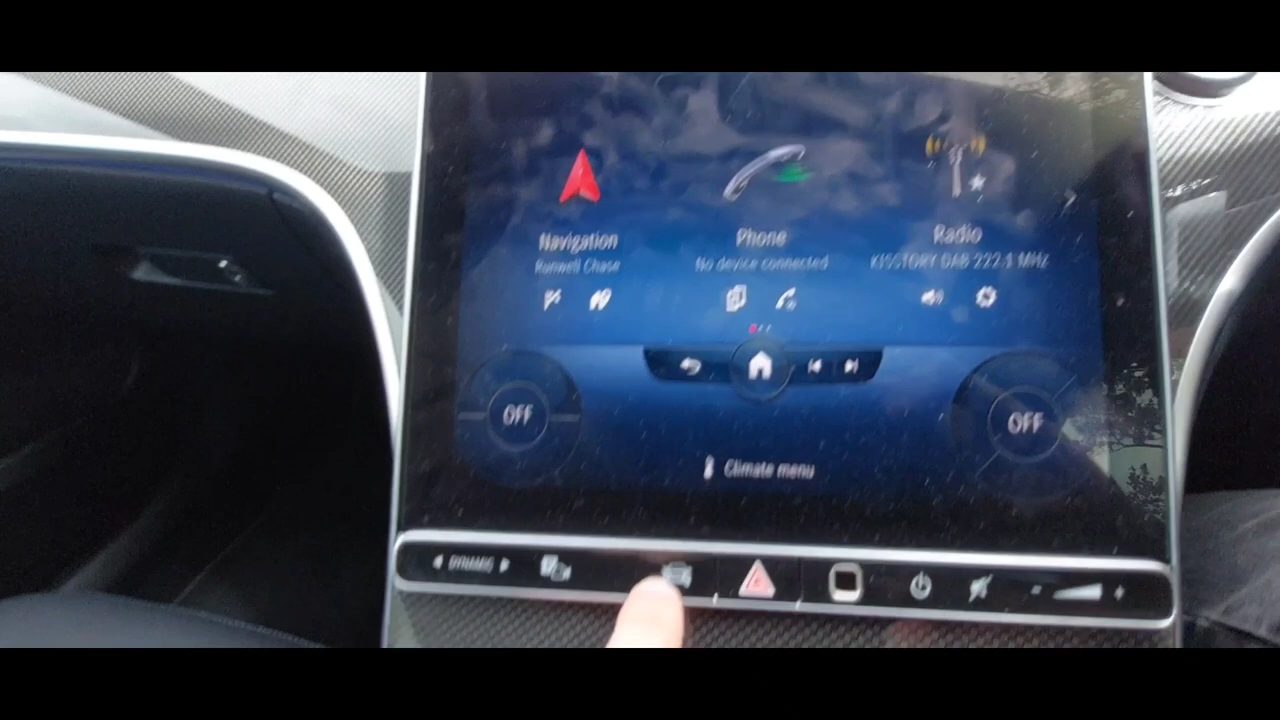 Navigation
Runwell Chase
Phone
No device connected
Radio
KISSTORY DAB 222.1 MHz
OFF
OFF
Climate menu
DYNAMIC